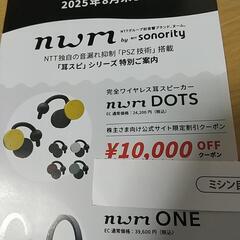 2025年8月末
nwm by NTT sonority
NTT独自の音漏れ抑制「PSZ技術」搭載
「耳スピ」シリーズ 特別ご案内
完全ワイヤレス耳スピーカー
nwm DOTS
EC 通常価格：24,200円（税込）
株主さま向け公式サイト限定割引クーポン
¥10,000 OFF
クーポン
ミシン目
nwm ONE
EC 通常価格：39,600円（税込）